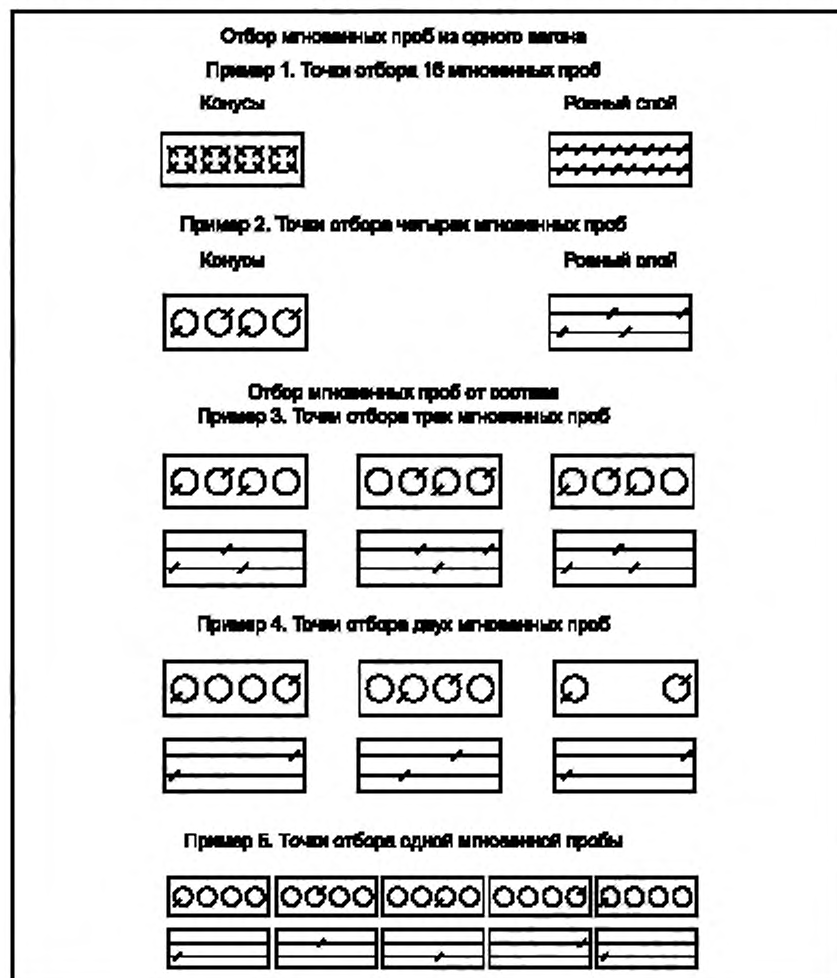 Отбор мгновенных проб из одного вагона
Пример 1. Точки отбора 16 мгновенных проб
Конусы Ровный слой
Пример 2. Точки отбора четырех мгновенных проб
Конусы Ровный слой
Отбор мгновенных проб от состава
Пример 3. Точки отбора трех мгновенных проб
Пример 4. Точки отбора двух мгновенных проб
Пример 5. Точки отбора одной мгновенной пробы